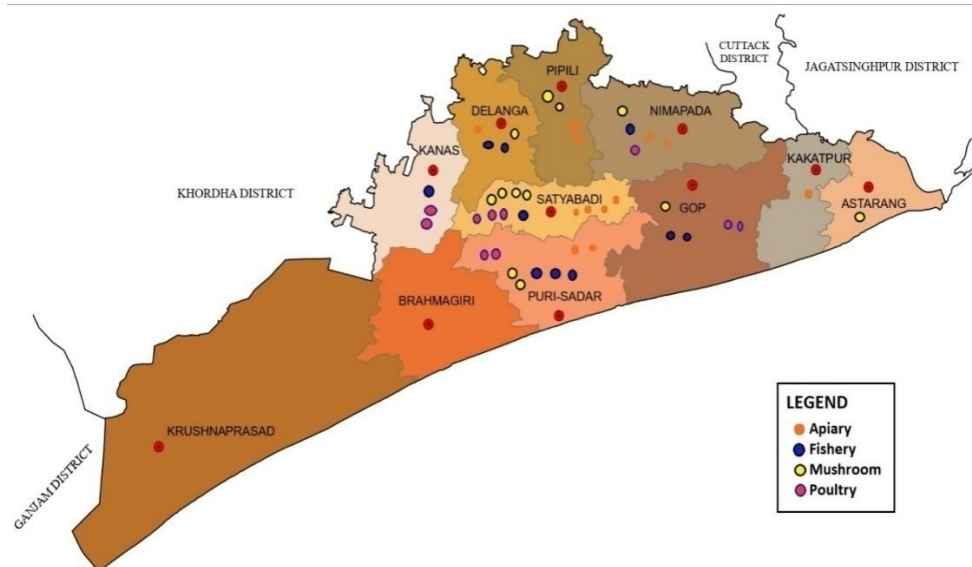 CUTTACK
DISTRICT
JAGATSINGHPUR DISTRICT
PIPILI
DELANGA
NIMAPADA
KANAS
KAKATPUR
KHORDHA DISTRICT
SATYABADI
GOP
ASTARANG
BRAHMAGIRI
PURI-SADAR
KRUSHNAPRASAD
GANJAM DISTRICT
LEGEND
Apiary
Fishery
Mushroom
Poultry